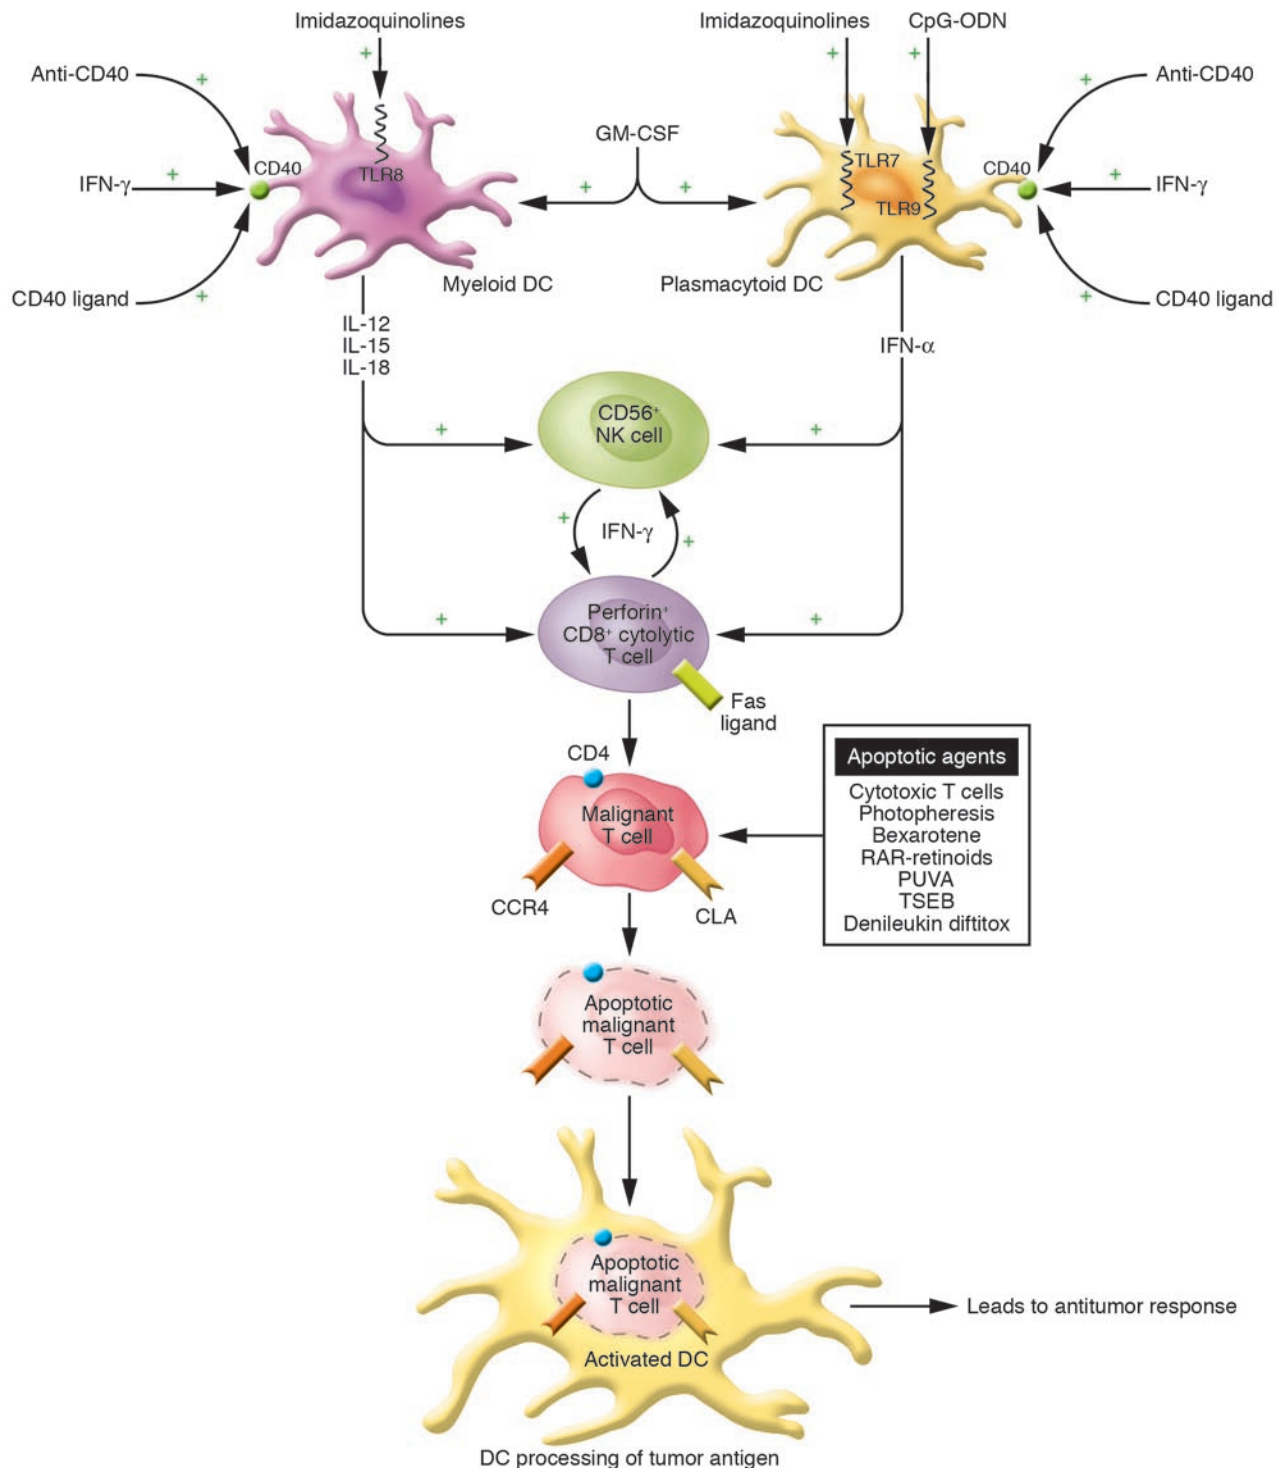 Imidazoquinolines
Imidazoquinolines
CpG-ODN
+
+
+
Anti-CD40
+
+
Anti-CD40
GM-CSF
CD40
TLR8
TLR7
CD40
IFN-γ
+
+
+
+
IFN-γ
TLR9
Myeloid DC
Plasmacytoid DC
CD40 ligand
+
+
CD40 ligand
IL-12
IL-15
IL-18
IFN-α
CD56⁺
NK cell
+
+
+
IFN-γ
+
Perforin⁺
CD8⁺ cytolytic
T cell
+
+
Fas
ligand
CD4
Malignant
T cell
CCR4
CLA
Apoptotic agents
Cytotoxic T cells
Photopheresis
Bexarotene
RAR-retinoids
PUVA
TSEB
Denileukin diftitox
Apoptotic
malignant
T cell
Apoptotic
malignant
T cell
Activated DC
Leads to antitumor response
DC processing of tumor antigen